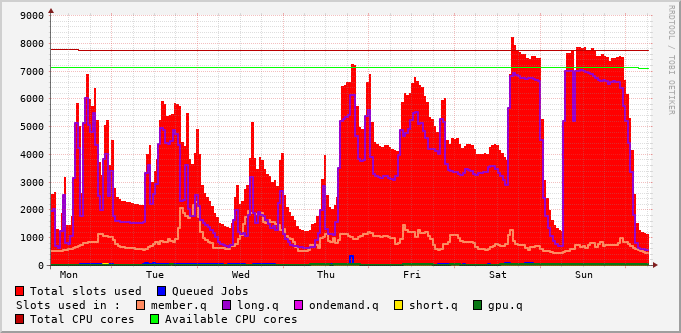 9000
8000
7000
6000
5000
4000
3000
2000
1000
0
Mon Tue Wed Thu Fri Sat Sun
RRDTOOL / TOBI OETIKER
Total slots used Queued Jobs
Slots used in : member.q long.q ondemand.q short.q gpu.q
Total CPU cores Available CPU cores